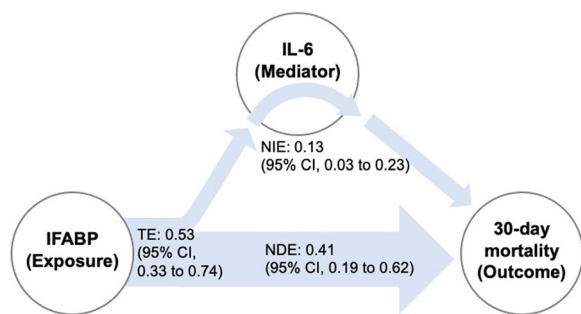 IL-6
(Mediator)
NIE: 0.13
(95% CI, 0.03 to 0.23)
IFABP
(Exposure)
TE: 0.53
(95% CI,
0.33 to 0.74)
NDE: 0.41
(95% CI, 0.19 to 0.62)
30-day
mortality
(Outcome)